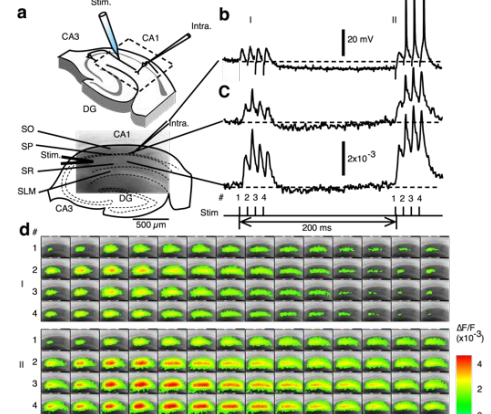 a
Stim.
Intra.
CA3
CA1
DG
b
I
II
20 mV
C
2x10-3
SO
SP
Stim.
SR
SLM
CA1
Intra.
CA3
DG
500 µm
# 1 2 3 4 1 2 3 4
Stim
200 ms
d
#
1
2
3
4
I
1
2
3
4
II
ΔF/F
(x10-3)
4
2